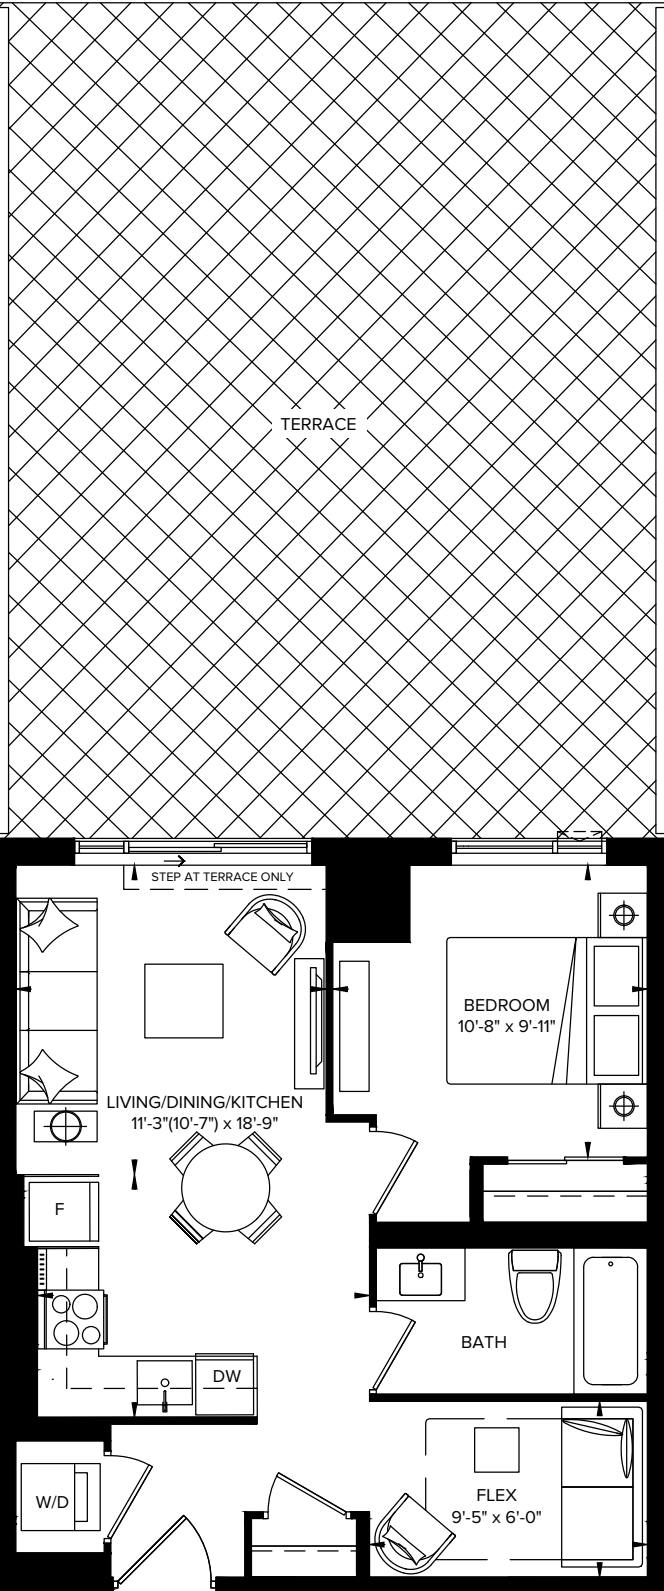 TERRACE
STEP AT TERRACE ONLY
BEDROOM
10'-8" x 9'-11"
LIVING/DINING/KITCHEN
11'-3"(10'-7") x 18'-9"
F
BATH
DW
W/D
FLEX
9'-5" x 6'-0"